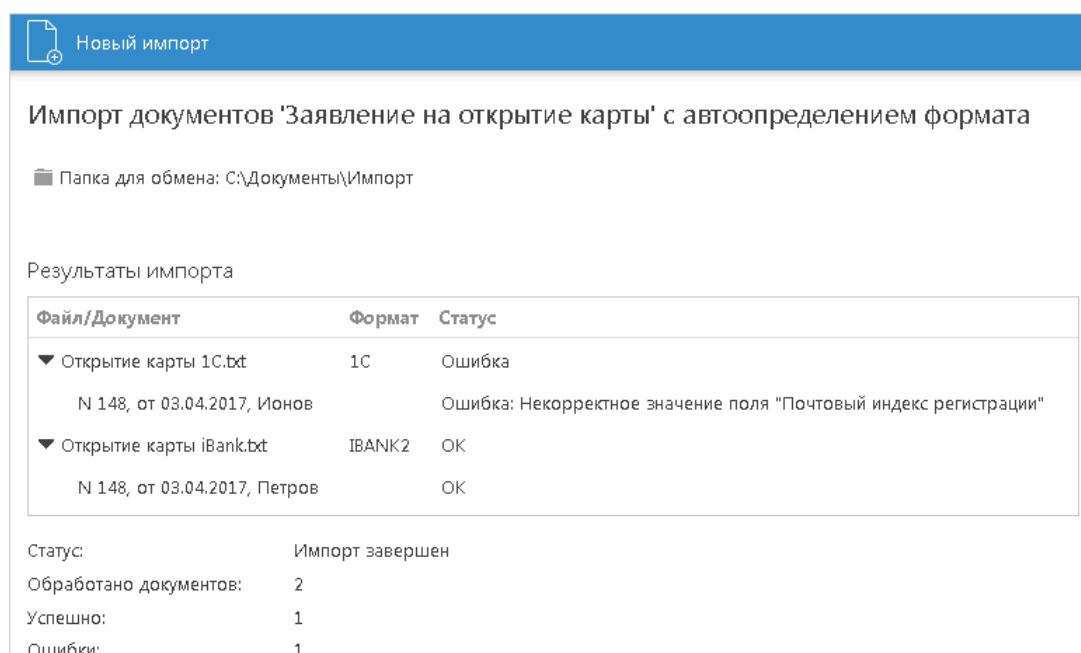 Новый импорт
Импорт документов 'Заявление на открытие карты' с автоопределением формата
Папка для обмена: C:\Документы\Импорт
Результаты импорта
Файл/Документ Формат Статус
Открытие карты 1C.txt 1C Ошибка
N 148, от 03.04.2017, Ионов Ошибка: Некорректное значение поля "Почтовый индекс регистрации"
Открытие карты iBank.txt IBANK2 OK
N 148, от 03.04.2017, Петров OK
Статус: Импорт завершен
Обработано документов: 2
Успешно: 1
Ошибки: 1